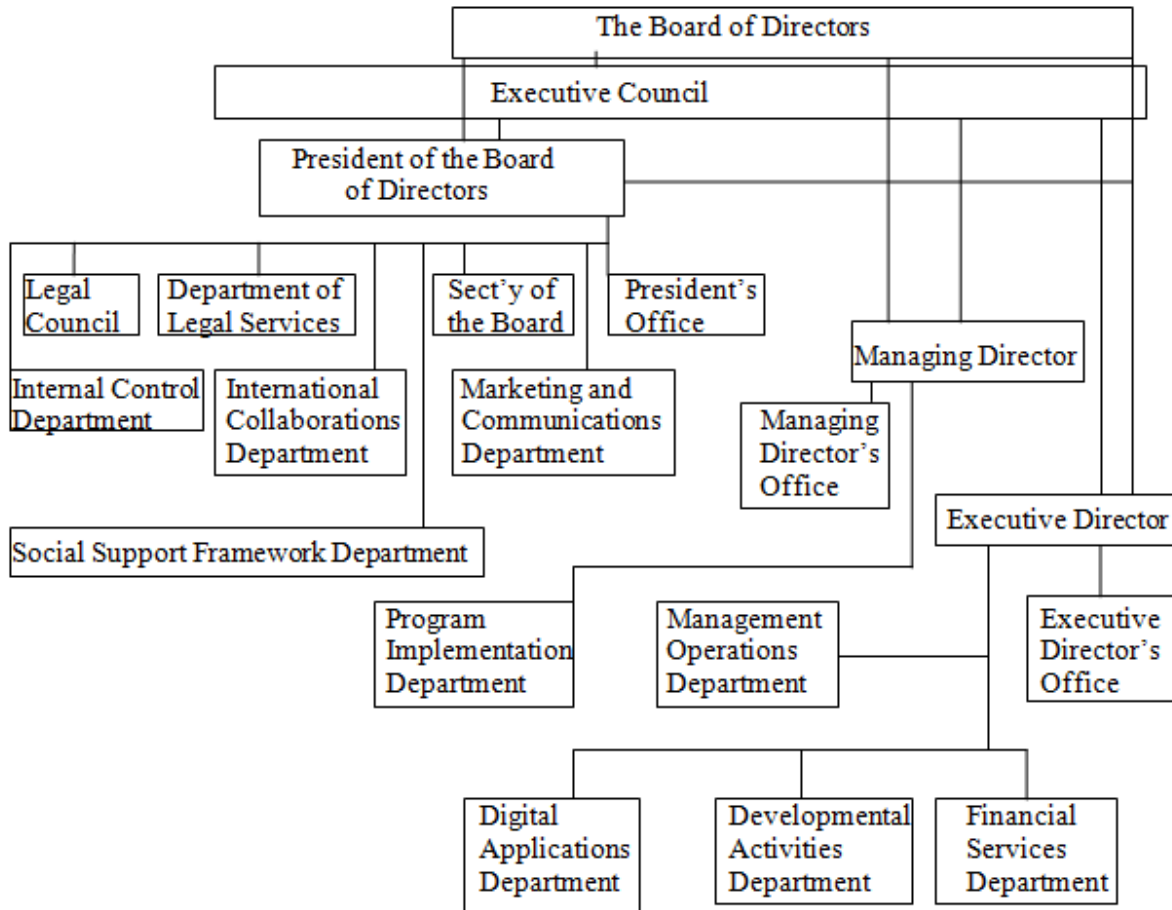 The Board of Directors
Executive Council
President of the Board
of Directors
Legal
Council
Department of
Legal Services
Sect'y of
the Board
President's
Office
Managing Director
Internal Control
Department
International
Collaborations
Department
Marketing and
Communications
Department
Managing
Director's
Office
Executive Director
Social Support Framework Department
Program
Implementation
Department
Management
Operations
Department
Executive
Director's
Office
Digital
Applications
Department
Developmental
Activities
Department
Financial
Services
Department